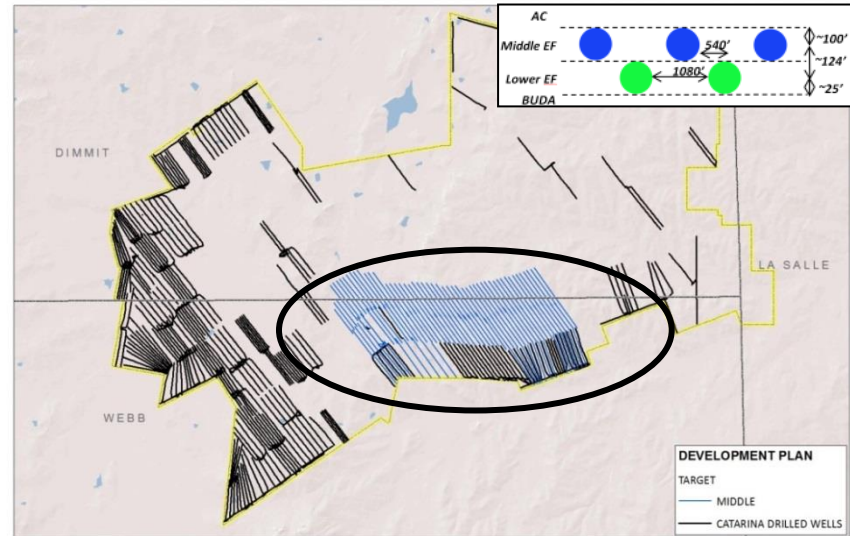 AC
Middle EF
540'
~100'
~124'
Lower EF
1080'
~25'
BUDA
DIMMIT
LA SALLE
WEBB
DEVELOPMENT PLAN
TARGET
MIDDLE
CATARINA DRILLED WELLS